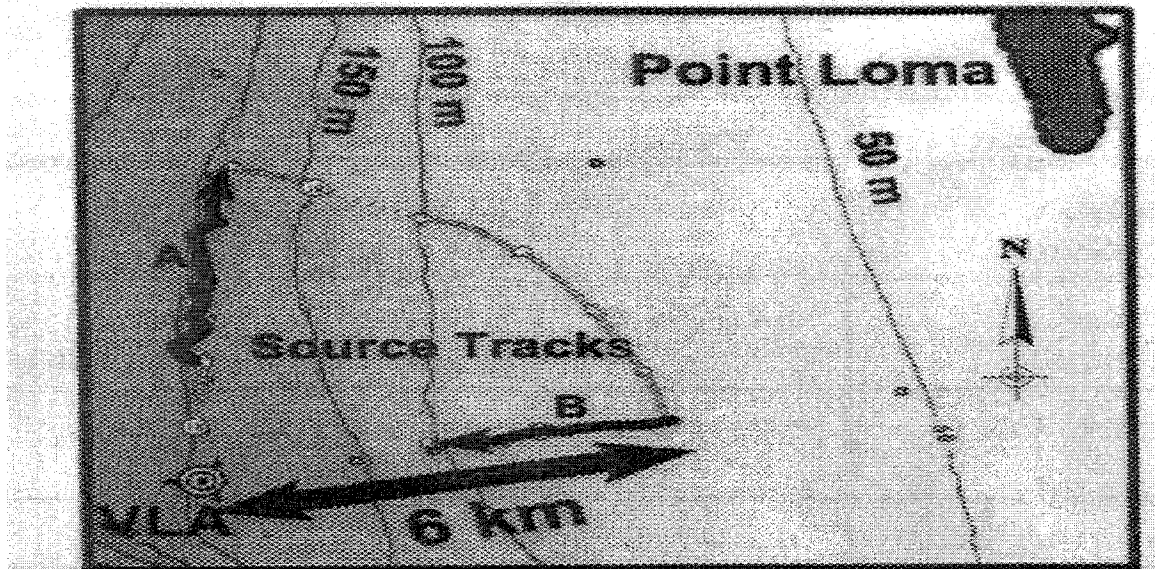 150 m
100 m
Point Loma
50 m
N
A
Source Tracks
B
VLA
6 km